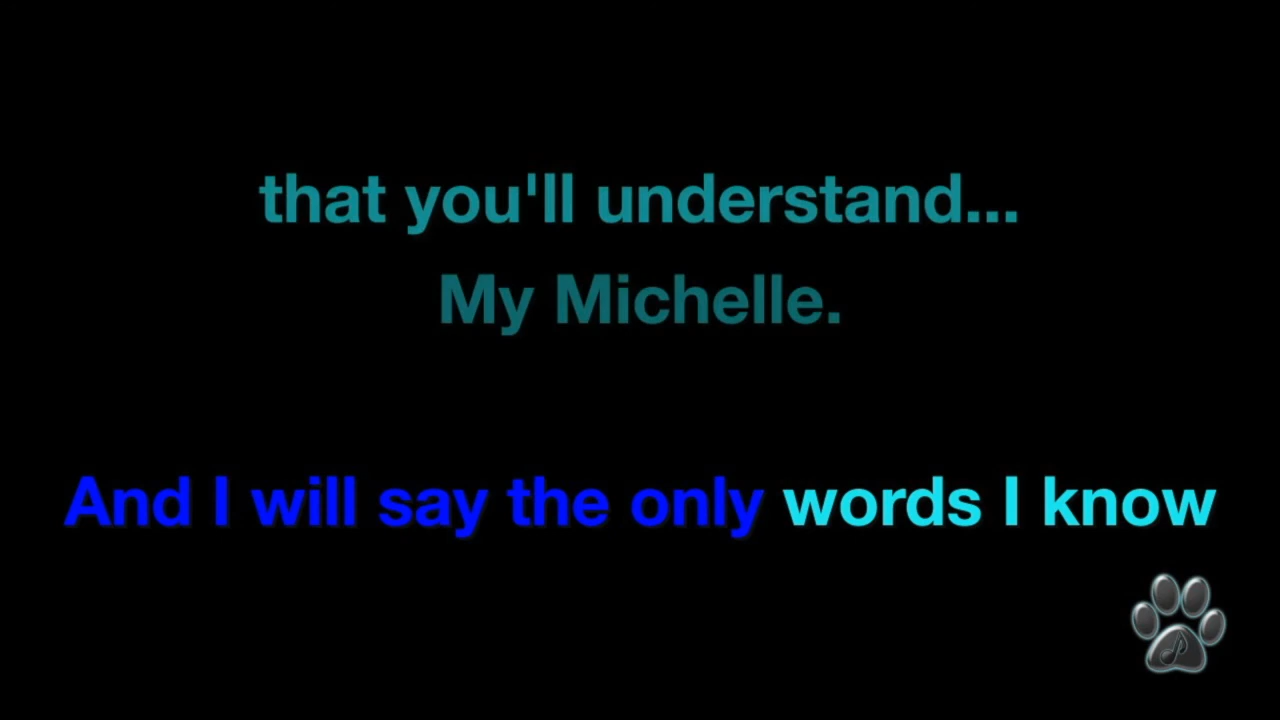 that you'll understand...
My Michelle.
And I will say the only words I know